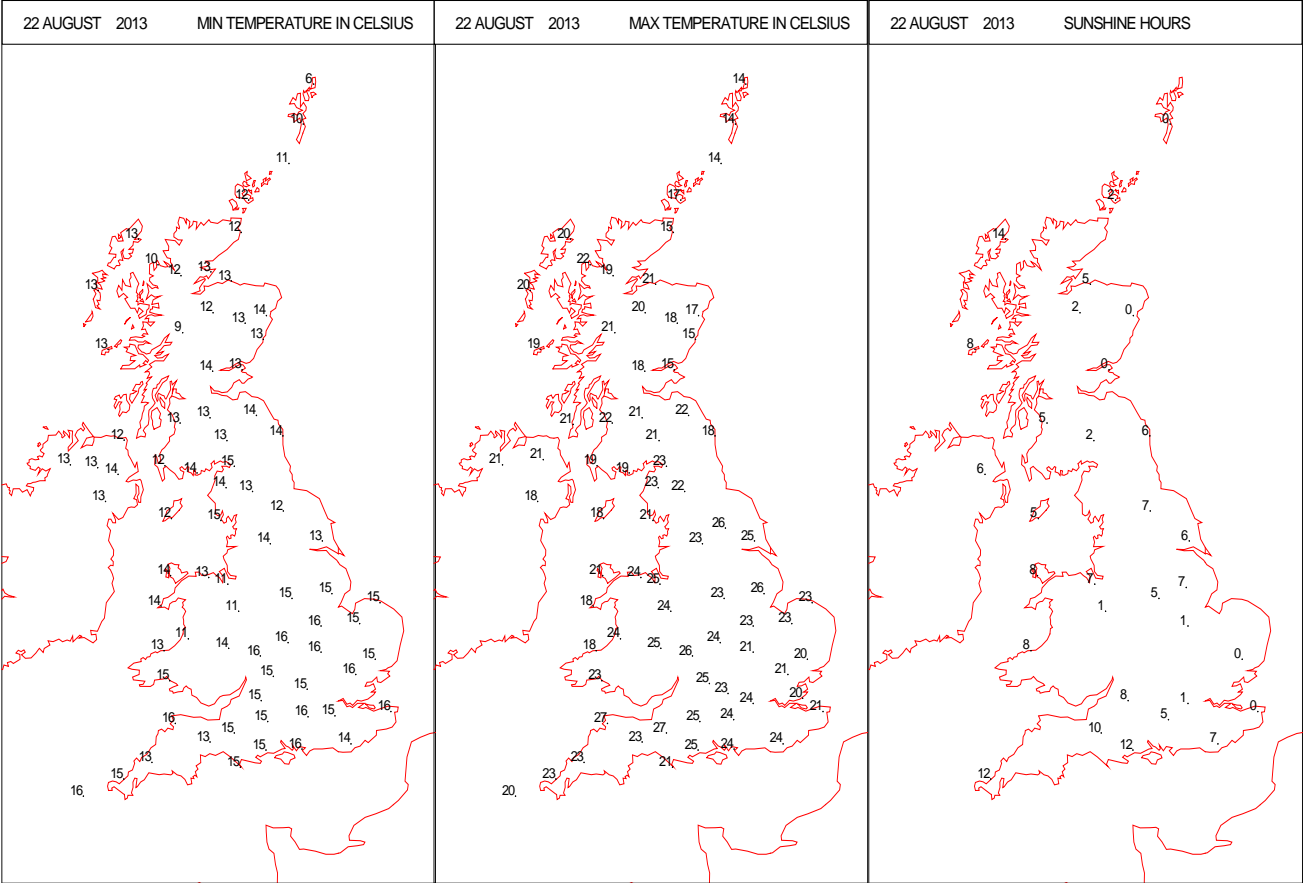 22 AUGUST 2013 MIN TEMPERATURE IN CELSIUS
6
10
11
12
12
13
10 12 13 13
13
12 13 14
9 13
13
14 13
13 13 14
12 13 14
13 13 14 12 14 15
14 13
13 12 15 12
14 13
14 13 11
14 11 15 15 15
16 15
13 11 14 16 16 16
15
15 15 16
15 15
16 15 15 16 15 16
13 15 16 14
13 15
15
16
22 AUGUST 2013 MAX TEMPERATURE IN CELSIUS
14
14
14
17
15
20
22 19
20 21
20 18 17
21 15
19
18 15
21 22 21 22
21 18
21 21 19 19 23
23 22
18 18 21 26
23 25
21 24 25
18 24 23 26 23
23 23
18 24 25 23 21
26 20
23 25 21
23 24 20
27 27 25 24 21
23 25 24 24
23 21
23
20
22 AUGUST 2013 SUNSHINE HOURS
0
2
14
5
2 0
8
0
5 2 6
6
5 7
6
8 7
5 7
1 1
8 0
8 1 0
10 5
12 7
12